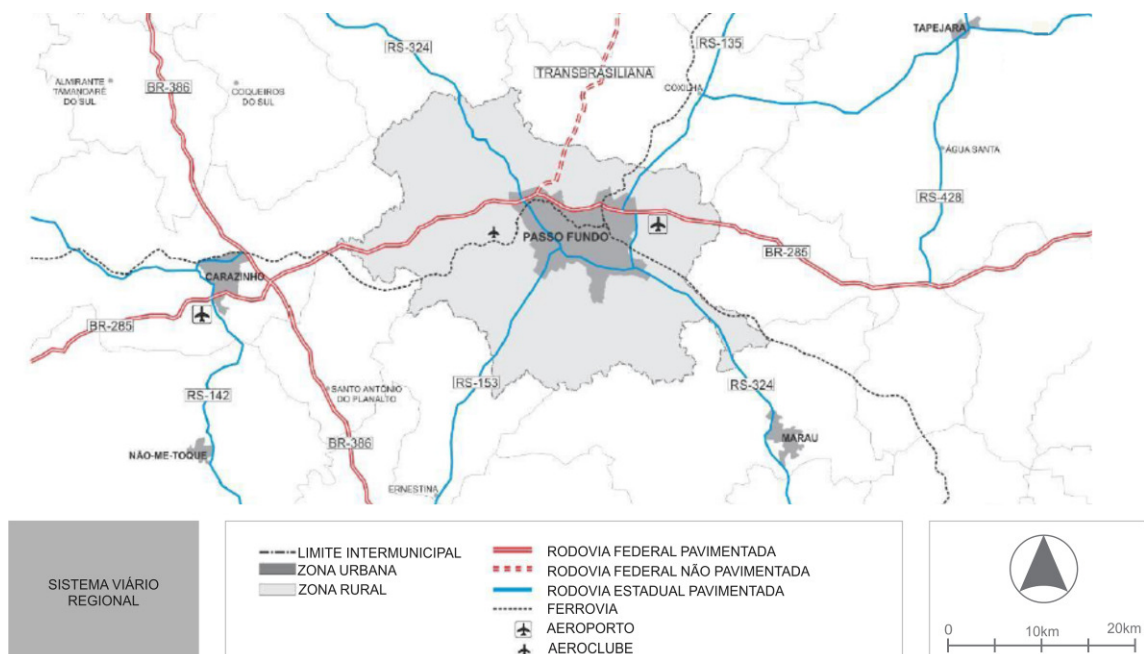 RS-324
RS-135
TAPEJARA
TRANSBRASILIANA
ALMIRANTE
TAMANDARÉ
DO SUL
BR-386
COQUEIROS
DO SUL
COXILHA
ÁGUA SANTA
RS-428
PASSO FUNDO
BR-285
CARAZINHO
BR-285
RS-142
SANTO ANTÔNIO
DO PLANALTO
RS-153
RS-324
BR-386
NÃO-ME-TOQUE
MARAU
ERNESTINA
SISTEMA VIÁRIO
REGIONAL
LIMITE INTERMUNICIPAL
ZONA URBANA
ZONA RURAL
RODOVIA FEDERAL PAVIMENTADA
RODOVIA FEDERAL NÃO PAVIMENTADA
RODOVIA ESTADUAL PAVIMENTADA
FERROVIA
AEROPORTO
AEROCLUBE
0 10km 20km